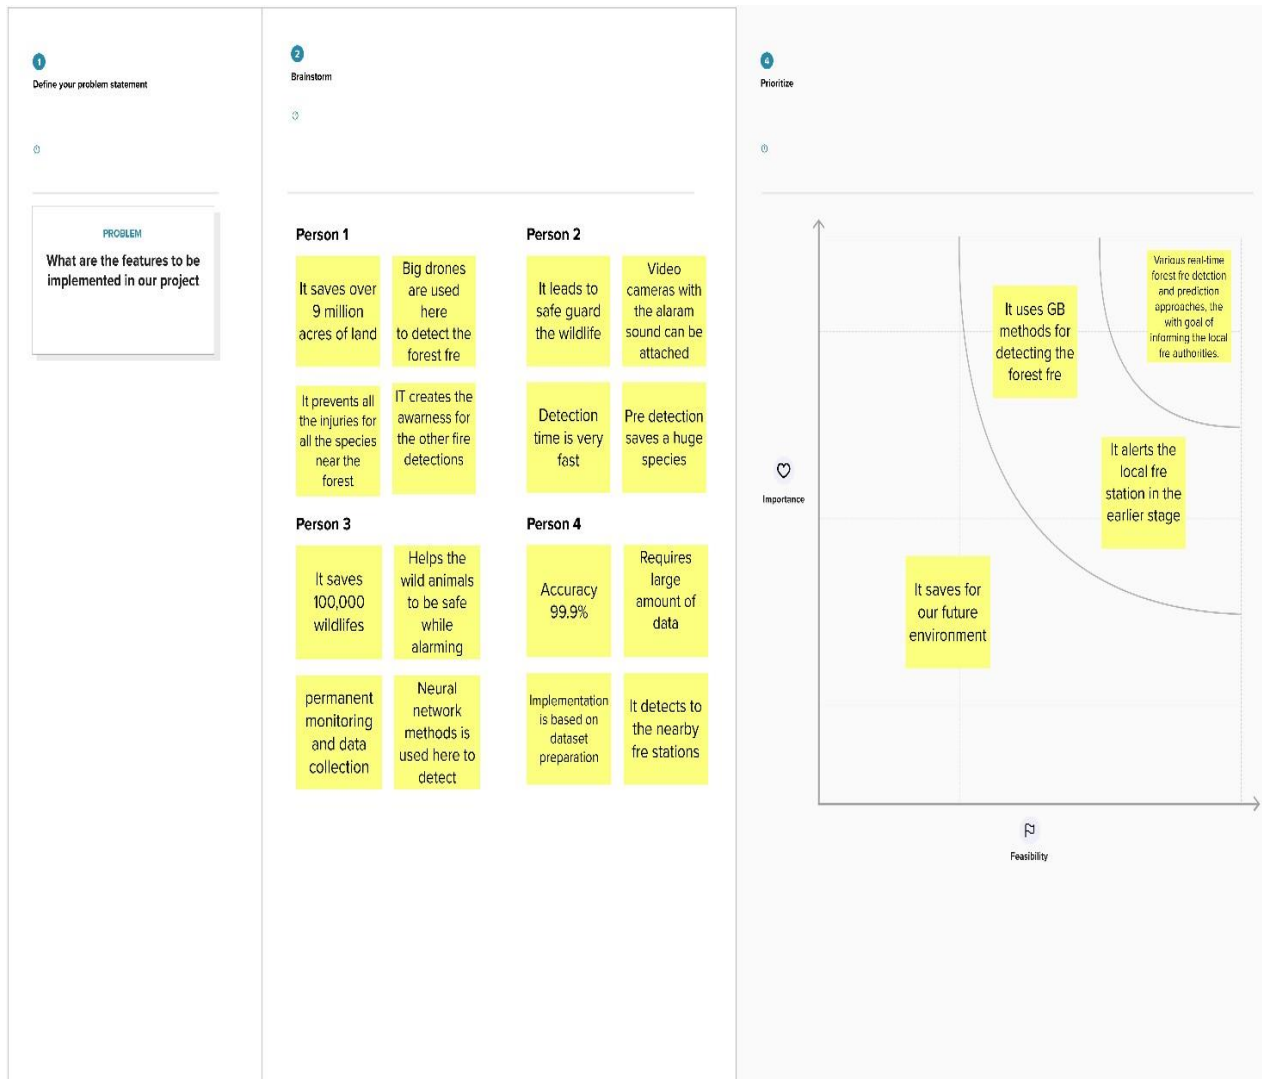 1
Define your problem statement
PROBLEM
What are the features to be
implemented in our project
2
Brainstorm
Person 1
It saves over
9 million
acres of land
Big drones
are used
here
to detect the
forest fre
It prevents all
the injuries for
all the species
near the
forest
IT creates the
awarness for
the other fire
detections
Person 2
It leads to
safe guard
the wildlife
Video
cameras with
the alaram
sound can be
attached
Detection
time is very
fast
Pre detection
saves a huge
species
Person 3
It saves
100,000
wildlifes
Helps the
wild animals
to be safe
while
alarming
permanent
monitoring
and data
collection
Neural
network
methods is
used here to
detect
Person 4
Accuracy
99.9%
Requires
large
amount of
data
Implementation
is based on
dataset
preparation
It detects to
the nearby
fre stations
4
Prioritize
Various real-time
forest fre detction
and prediction
approaches, the
with goal of
informing the local
fre authorities.
It uses GB
methods for
detecting the
forest fre
It alerts the
local fre
station in the
earlier stage
It saves for
our future
environment
Importance
Feasibility